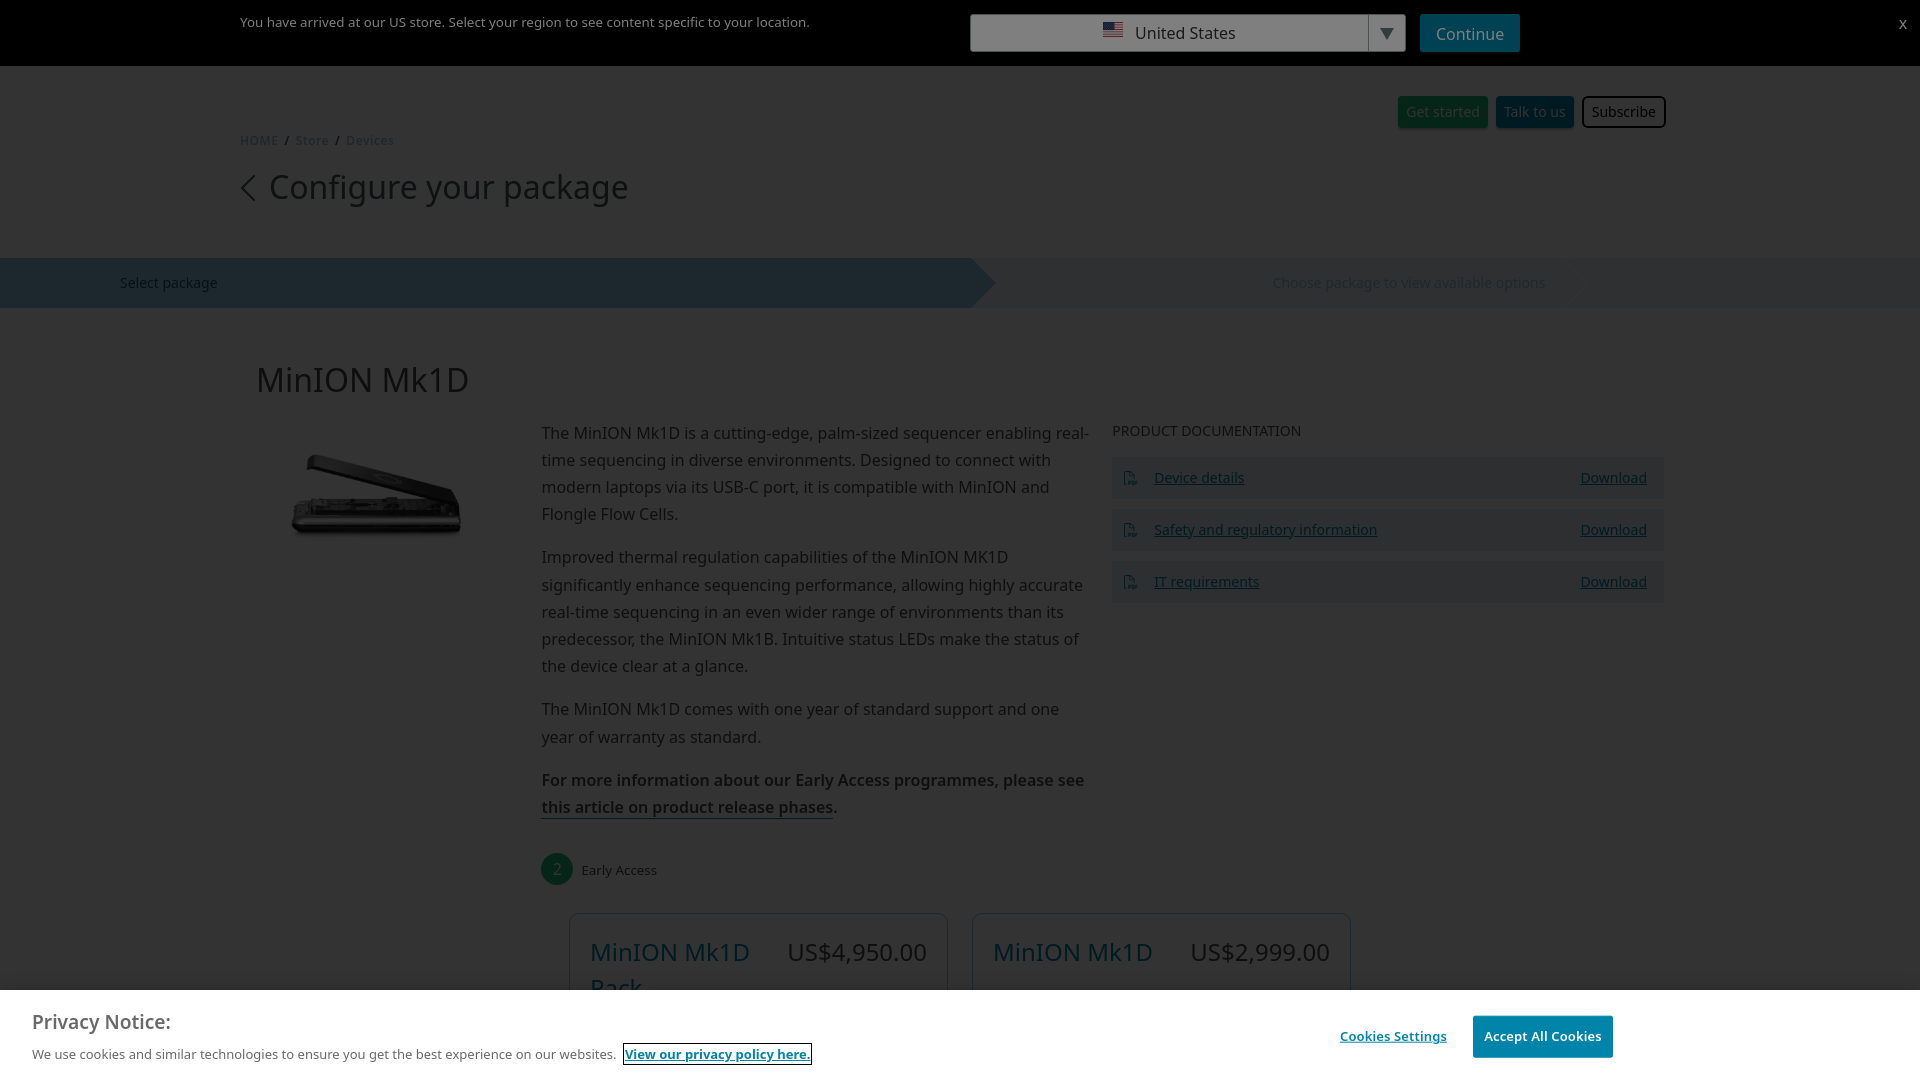 You have arrived at our US store. Select your region to see content specific to your location.
United States
Continue
x
Get started
Talk to us
Subscribe
HOME / Store / Devices
Configure your package
Select package
Choose package to view available options
MinION Mk1D
The MinION Mk1D is a cutting-edge, palm-sized sequencer enabling real-
time sequencing in diverse environments. Designed to connect with
modern laptops via its USB-C port, it is compatible with MinION and
Flongle Flow Cells.
Improved thermal regulation capabilities of the MinION MK1D
significantly enhance sequencing performance, allowing highly accurate
real-time sequencing in an even wider range of environments than its
predecessor, the MinION Mk1B. Intuitive status LEDs make the status of
the device clear at a glance.
The MinION Mk1D comes with one year of standard support and one
year of warranty as standard.
For more information about our Early Access programmes, please see
this article on product release phases.
2 Early Access
PRODUCT DOCUMENTATION
Device details Download
Safety and regulatory information Download
IT requirements Download
MinION Mk1D US$4,950.00
Pack
MinION Mk1D US$2,999.00
Privacy Notice:
We use cookies and similar technologies to ensure you get the best experience on our websites. View our privacy policy here.
Cookies Settings
Accept All Cookies